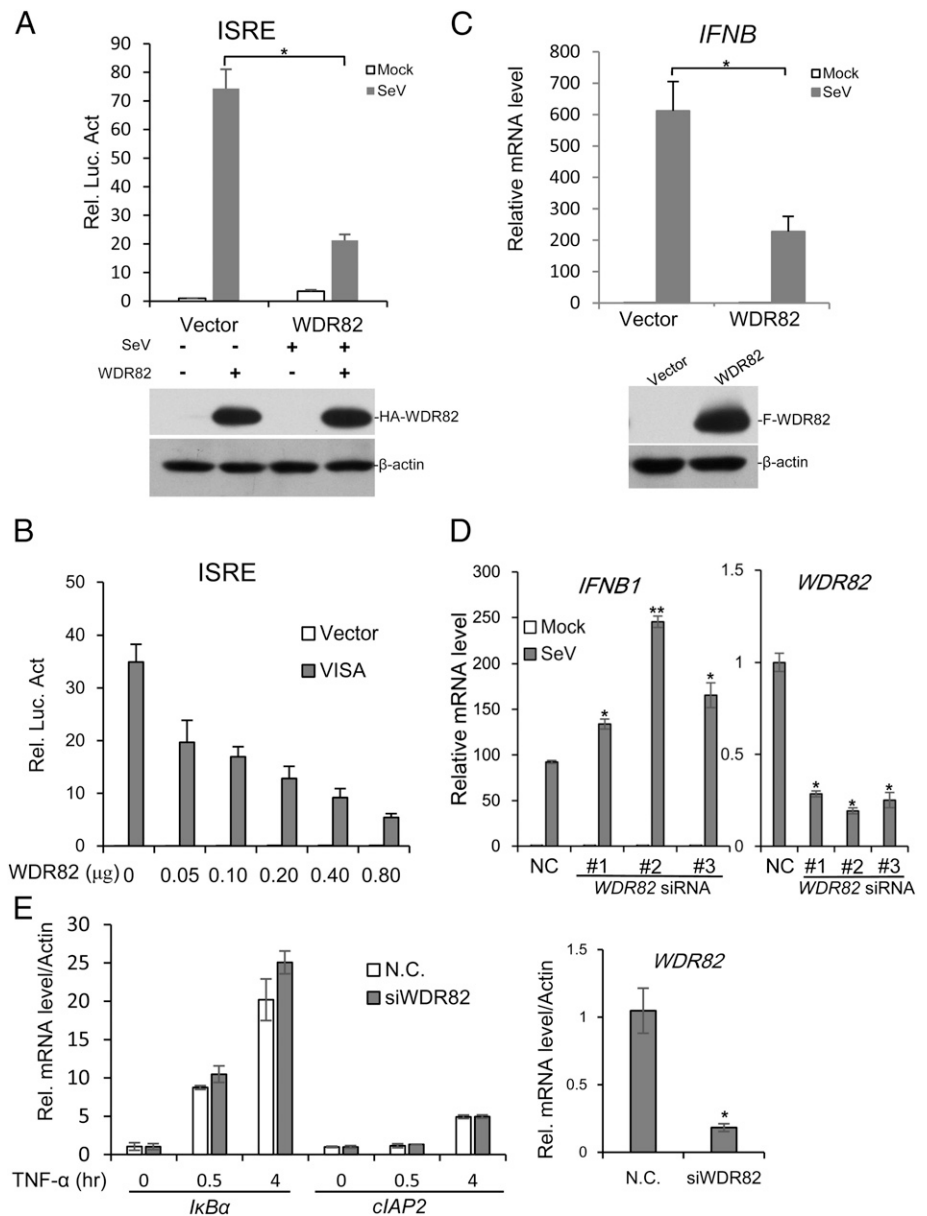 A
ISRE
Rel. Luc. Act
90
80
70
60
50
40
30
20
10
0
*
Mock
SeV
Vector WDR82
SeV - - + +
WDR82 - + - +
-HA-WDR82
-β-actin
C
IFNB
Relative mRNA level
800
700
600
500
400
300
200
100
0
*
Mock
SeV
Vector WDR82
Vector WDR82
-F-WDR82
-β-actin
B
ISRE
Rel. Luc. Act
50
40
30
20
10
0
Vector
VISA
WDR82 (μg) 0 0.05 0.10 0.20 0.40 0.80
D
IFNB1
Relative mRNA level
300
250
200
150
100
50
0
Mock
SeV
* ** *
NC #1 #2 #3
WDR82 siRNA
WDR82
1.5
1
0.5
0
* * *
NC #1 #2 #3
WDR82 siRNA
E
Rel. mRNA level/Actin
30
25
20
15
10
5
0
N.C.
siWDR82
TNF-α (hr) 0 0.5 4 0 0.5 4
IκBα cIAP2
WDR82
Rel. mRNA level/Actin
1.5
1
0.5
0
*
N.C. siWDR82